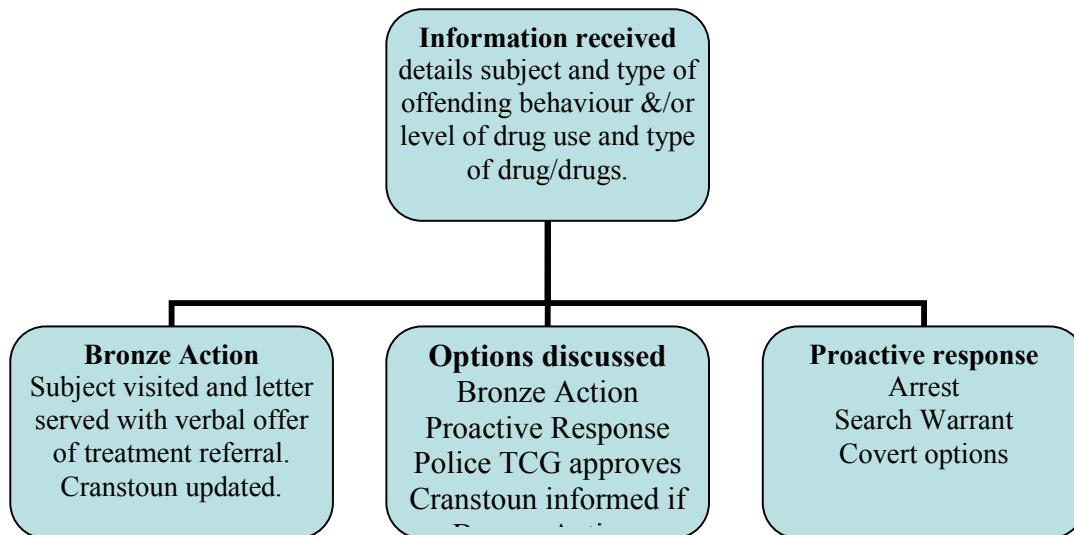 Information received
details subject and type of
offending behaviour &/or
level of drug use and type
of drug/drugs.
Bronze Action
Subject visited and letter
served with verbal offer
of treatment referral.
Cranstoun updated.
Options discussed
Bronze Action
Proactive Response
Police TCG approves
Cranstoun informed if
Proactive response
Arrest
Search Warrant
Covert options